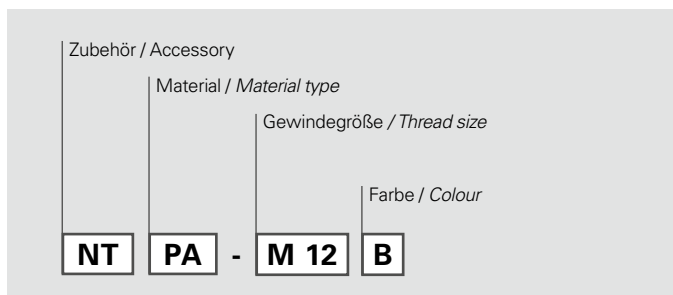 Zubehör / Accessory
Material / Material type
Gewindegröße / Thread size
Farbe / Colour
NT PA - M 12 B